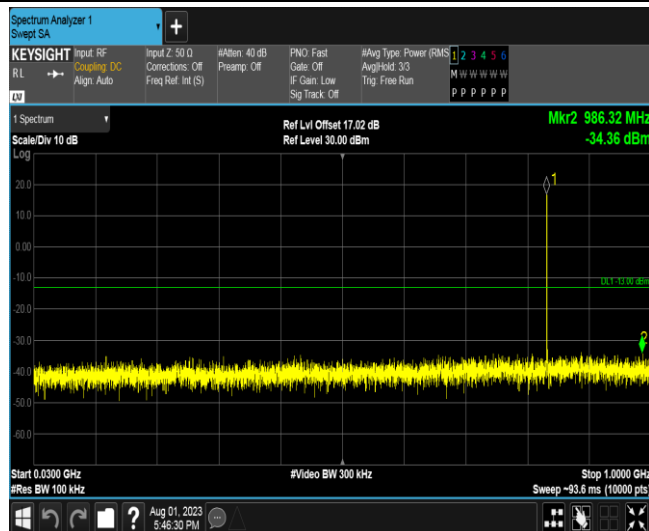 Spectrum Analyzer 1
Swept SA
+
KEYSIGHT
RL
LXI
Input: RF
Coupling: DC
Align: Auto
Input Z: 50 Ω
Corrections: Off
Freq Ref: Int (S)
#Atten: 40 dB
Preamp: Off
PNO: Fast
Gate: Off
IF Gain: Low
Sig Track: Off
#Avg Type: Power (RMS
Avg|Hold: 3/3
Trig: Free Run
1 2 3 4 5 6
M W W W W W
P P P P P P
1 Spectrum
Scale/Div 10 dB
Log
Ref Lvl Offset 17.02 dB
Ref Level 30.00 dBm
Mkr2 986.32 MHz
-34.36 dBm
1
20.0
10.0
0.00
-10.0
DL1 -13.00 dBm
-20.0
-30.0
2
-40.0
-50.0
-60.0
Start 0.0300 GHz
#Video BW 300 kHz
Stop 1.0000 GHz
#Res BW 100 kHz
Sweep ~93.6 ms (10000 pts)
?
Aug 01, 2023
5:46:30 PM